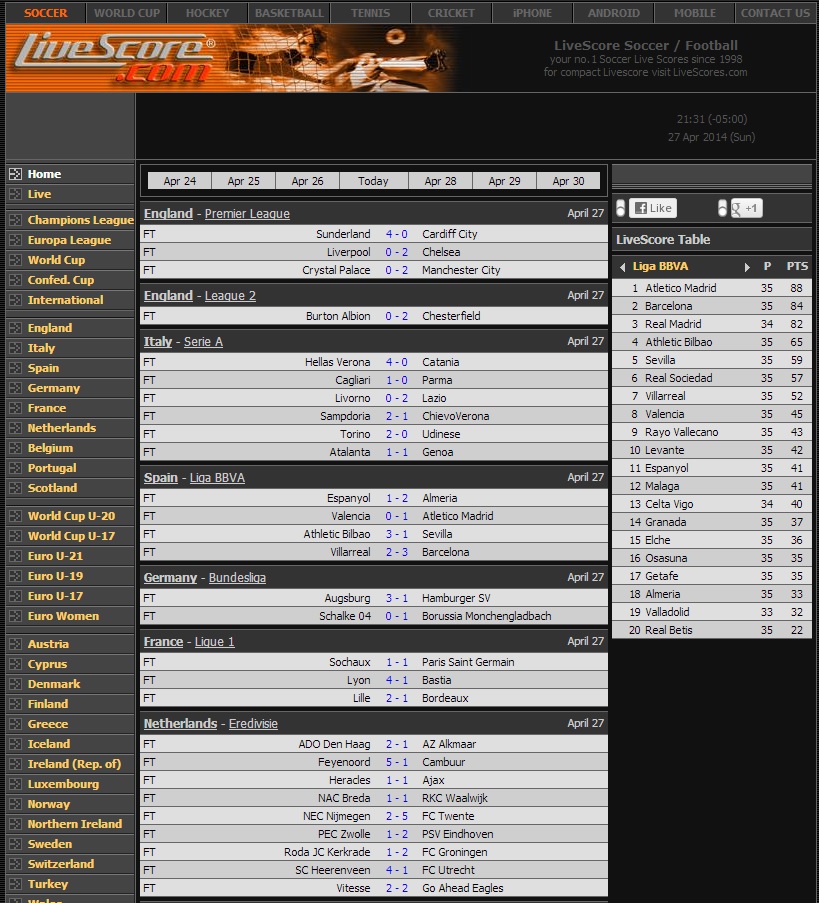 SOCCER WORLD CUP HOCKEY BASKETBALL TENNIS CRICKET iPHONE ANDROID MOBILE CONTACT US
LiveScore®
.com
LiveScore Soccer / Football
your no.1 Soccer Live Scores since 1998
for compact Livescore visit LiveScores.com
21:31 (-05:00)
27 Apr 2014 (Sun)
Home
Live
Champions League
Europa League
World Cup
Confed. Cup
International
England
Italy
Spain
Germany
France
Netherlands
Belgium
Portugal
Scotland
World Cup U-20
World Cup U-17
Euro U-21
Euro U-19
Euro U-17
Euro Women
Austria
Cyprus
Denmark
Finland
Greece
Iceland
Ireland (Rep. of)
Luxembourg
Norway
Northern Ireland
Sweden
Switzerland
Turkey
Wales
Apr 24 Apr 25 Apr 26 Today Apr 28 Apr 29 Apr 30
England - Premier League April 27
FT Sunderland 4 - 0 Cardiff City
FT Liverpool 0 - 2 Chelsea
FT Crystal Palace 0 - 2 Manchester City
England - League 2 April 27
FT Burton Albion 0 - 2 Chesterfield
Italy - Serie A April 27
FT Hellas Verona 4 - 0 Catania
FT Cagliari 1 - 0 Parma
FT Livorno 0 - 2 Lazio
FT Sampdoria 2 - 1 ChievoVerona
FT Torino 2 - 0 Udinese
FT Atalanta 1 - 1 Genoa
Spain - Liga BBVA April 27
FT Espanyol 1 - 2 Almeria
FT Valencia 0 - 1 Atletico Madrid
FT Athletic Bilbao 3 - 1 Sevilla
FT Villarreal 2 - 3 Barcelona
Germany - Bundesliga April 27
FT Augsburg 3 - 1 Hamburger SV
FT Schalke 04 0 - 1 Borussia Monchengladbach
France - Ligue 1 April 27
FT Sochaux 1 - 1 Paris Saint Germain
FT Lyon 4 - 1 Bastia
FT Lille 2 - 1 Bordeaux
Netherlands - Eredivisie April 27
FT ADO Den Haag 2 - 1 AZ Alkmaar
FT Feyenoord 5 - 1 Cambuur
FT Heracles 1 - 1 Ajax
FT NAC Breda 1 - 1 RKC Waalwijk
FT NEC Nijmegen 2 - 5 FC Twente
FT PEC Zwolle 1 - 2 PSV Eindhoven
FT Roda JC Kerkrade 1 - 2 FC Groningen
FT SC Heerenveen 4 - 1 FC Utrecht
FT Vitesse 2 - 2 Go Ahead Eagles
f Like g +1
LiveScore Table
Liga BBVA P PTS
1 Atletico Madrid 35 88
2 Barcelona 35 84
3 Real Madrid 34 82
4 Athletic Bilbao 35 65
5 Sevilla 35 59
6 Real Sociedad 35 57
7 Villarreal 35 52
8 Valencia 35 45
9 Rayo Vallecano 35 43
10 Levante 35 42
11 Espanyol 35 41
12 Malaga 35 41
13 Celta Vigo 34 40
14 Granada 35 37
15 Elche 35 36
16 Osasuna 35 35
17 Getafe 35 35
18 Almeria 35 33
19 Valladolid 33 32
20 Real Betis 35 22